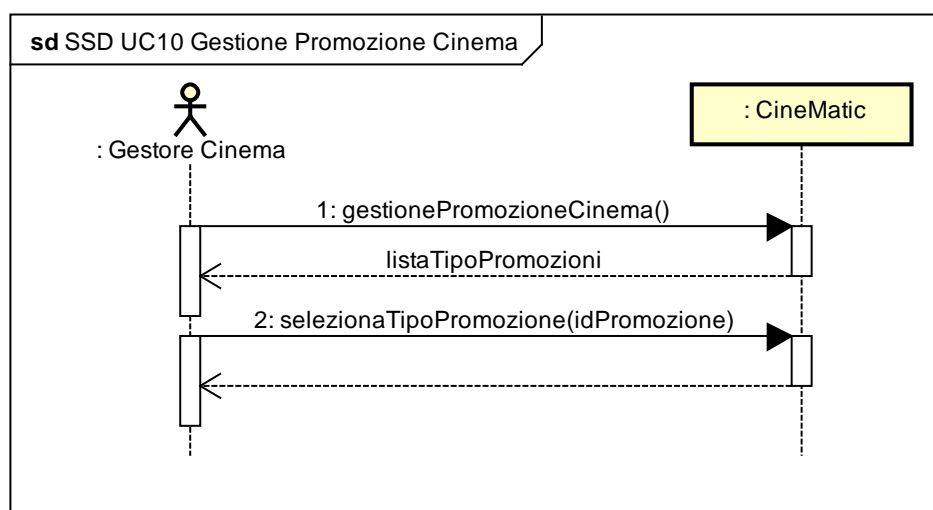 sd SSD UC10 Gestione Promozione Cinema
: Gestore Cinema
: CineMatic
1: gestionePromozioneCinema()
listaTipoPromozioni
2: selezionaTipoPromozione(idPromozione)